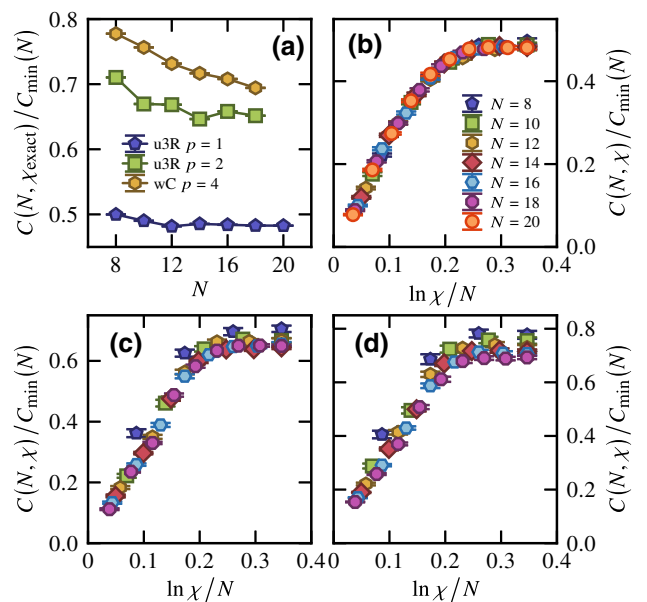 (a)
C(N, χexact)/Cmin(N)
0.8
0.7
0.6
0.5
u3R p = 1
u3R p = 2
wC p = 4
8 12 16 20
N
(b)
C(N, χ)/Cmin(N)
0.4
0.2
0.0
N = 8
N = 10
N = 12
N = 14
N = 16
N = 18
N = 20
0 0.1 0.2 0.3 0.4
ln χ/N
(c)
C(N, χ)/Cmin(N)
0.6
0.4
0.2
0.0
0 0.1 0.2 0.3 0.4
ln χ/N
(d)
C(N, χ)/Cmin(N)
0.8
0.6
0.4
0.2
0.0
0 0.1 0.2 0.3 0.4
ln χ/N